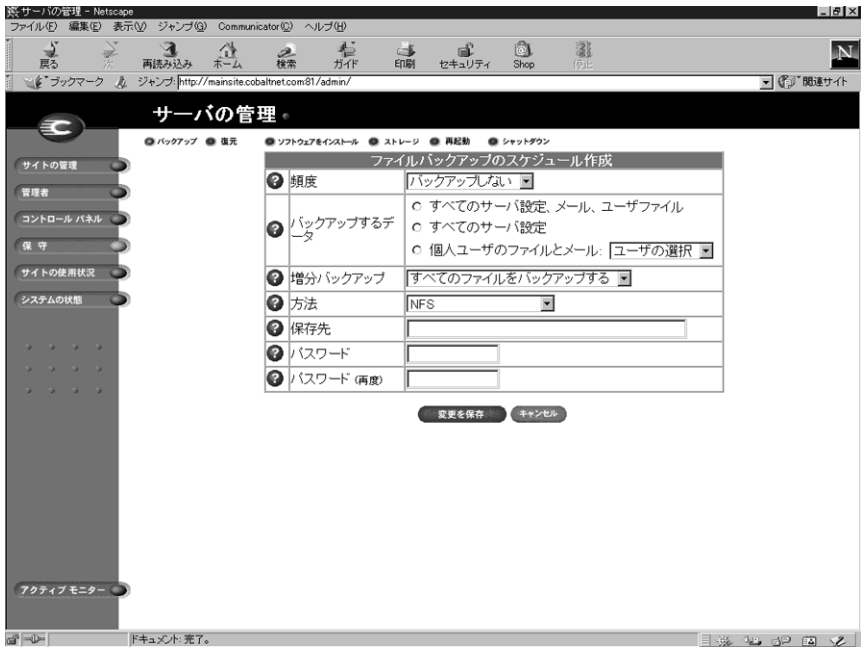 サーバの管理 - Netscape
ファイル(F) 編集(E) 表示(V) ジャンプ(G) Communicator(C) ヘルプ(H)
戻る 次 再読み込み ホーム 検索 ガイド 印刷 セキュリティ Shop 停止
ブックマーク ジャンプ: http://mainsite.cobaltnet.com:81/admin/ 関連サイト
サーバの管理
バックアップ 復元 ソフトウェアをインストール ストレージ 再起動 シャットダウン
サイトの管理
管理者
コントロール パネル
保 守
サイトの使用状況
システムの状態
アクティブ モニター
ファイルバックアップのスケジュール作成
頻度 バックアップしない
バックアップするデ
ータ
すべてのサーバ設定、メール、ユーザファイル
すべてのサーバ設定
個人ユーザのファイルとメール: ユーザの選択
増分バックアップ すべてのファイルをバックアップする
方法 NFS
保存先
パスワード
パスワード (再度)
変更を保存 キャンセル
ドキュメント: 完了。